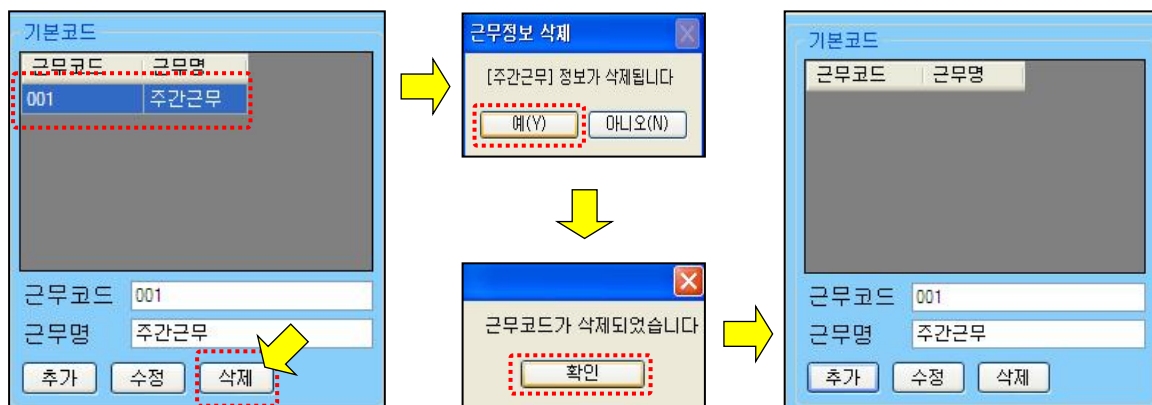 기본코드
근무코드 근무명
001 주간근무
근무코드 001
근무명 주간근무
추가 수정 삭제
근무정보 삭제
[주간근무] 정보가 삭제됩니다
예(Y) 아니오(N)
근무코드가 삭제되었습니다
확인
기본코드
근무코드 근무명
근무코드 001
근무명 주간근무
추가 수정 삭제